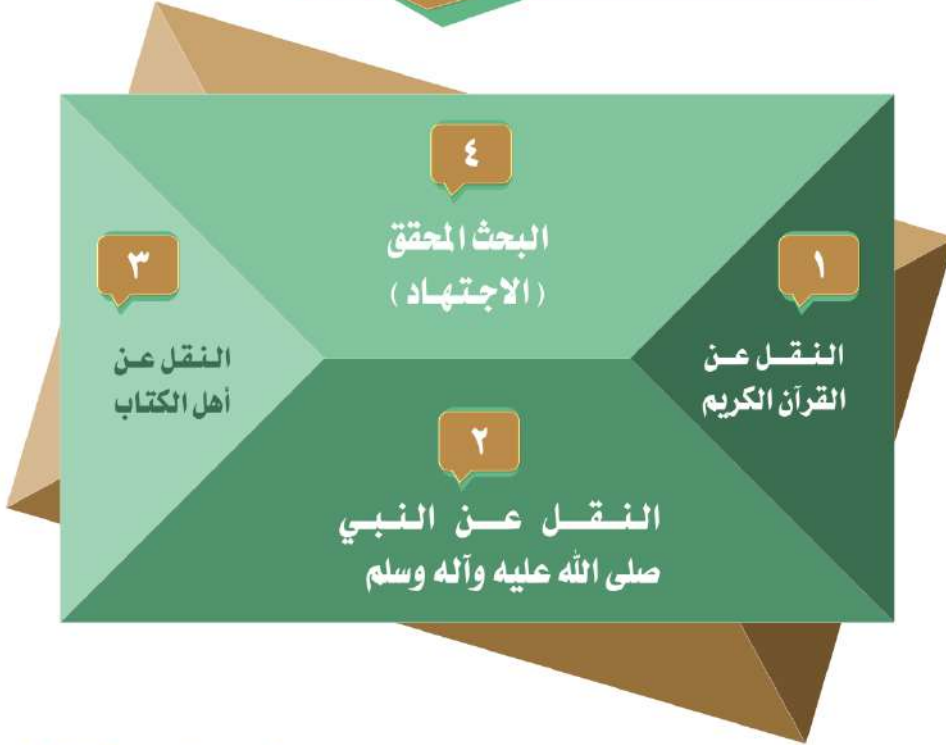 ١
النقل عن
القرآن الكريم
٢
النقل عن النبي
صلى الله عليه وآله وسلم
٣
النقل عن
أهل الكتاب
٤
البحث المحقق
(الاجتهاد)